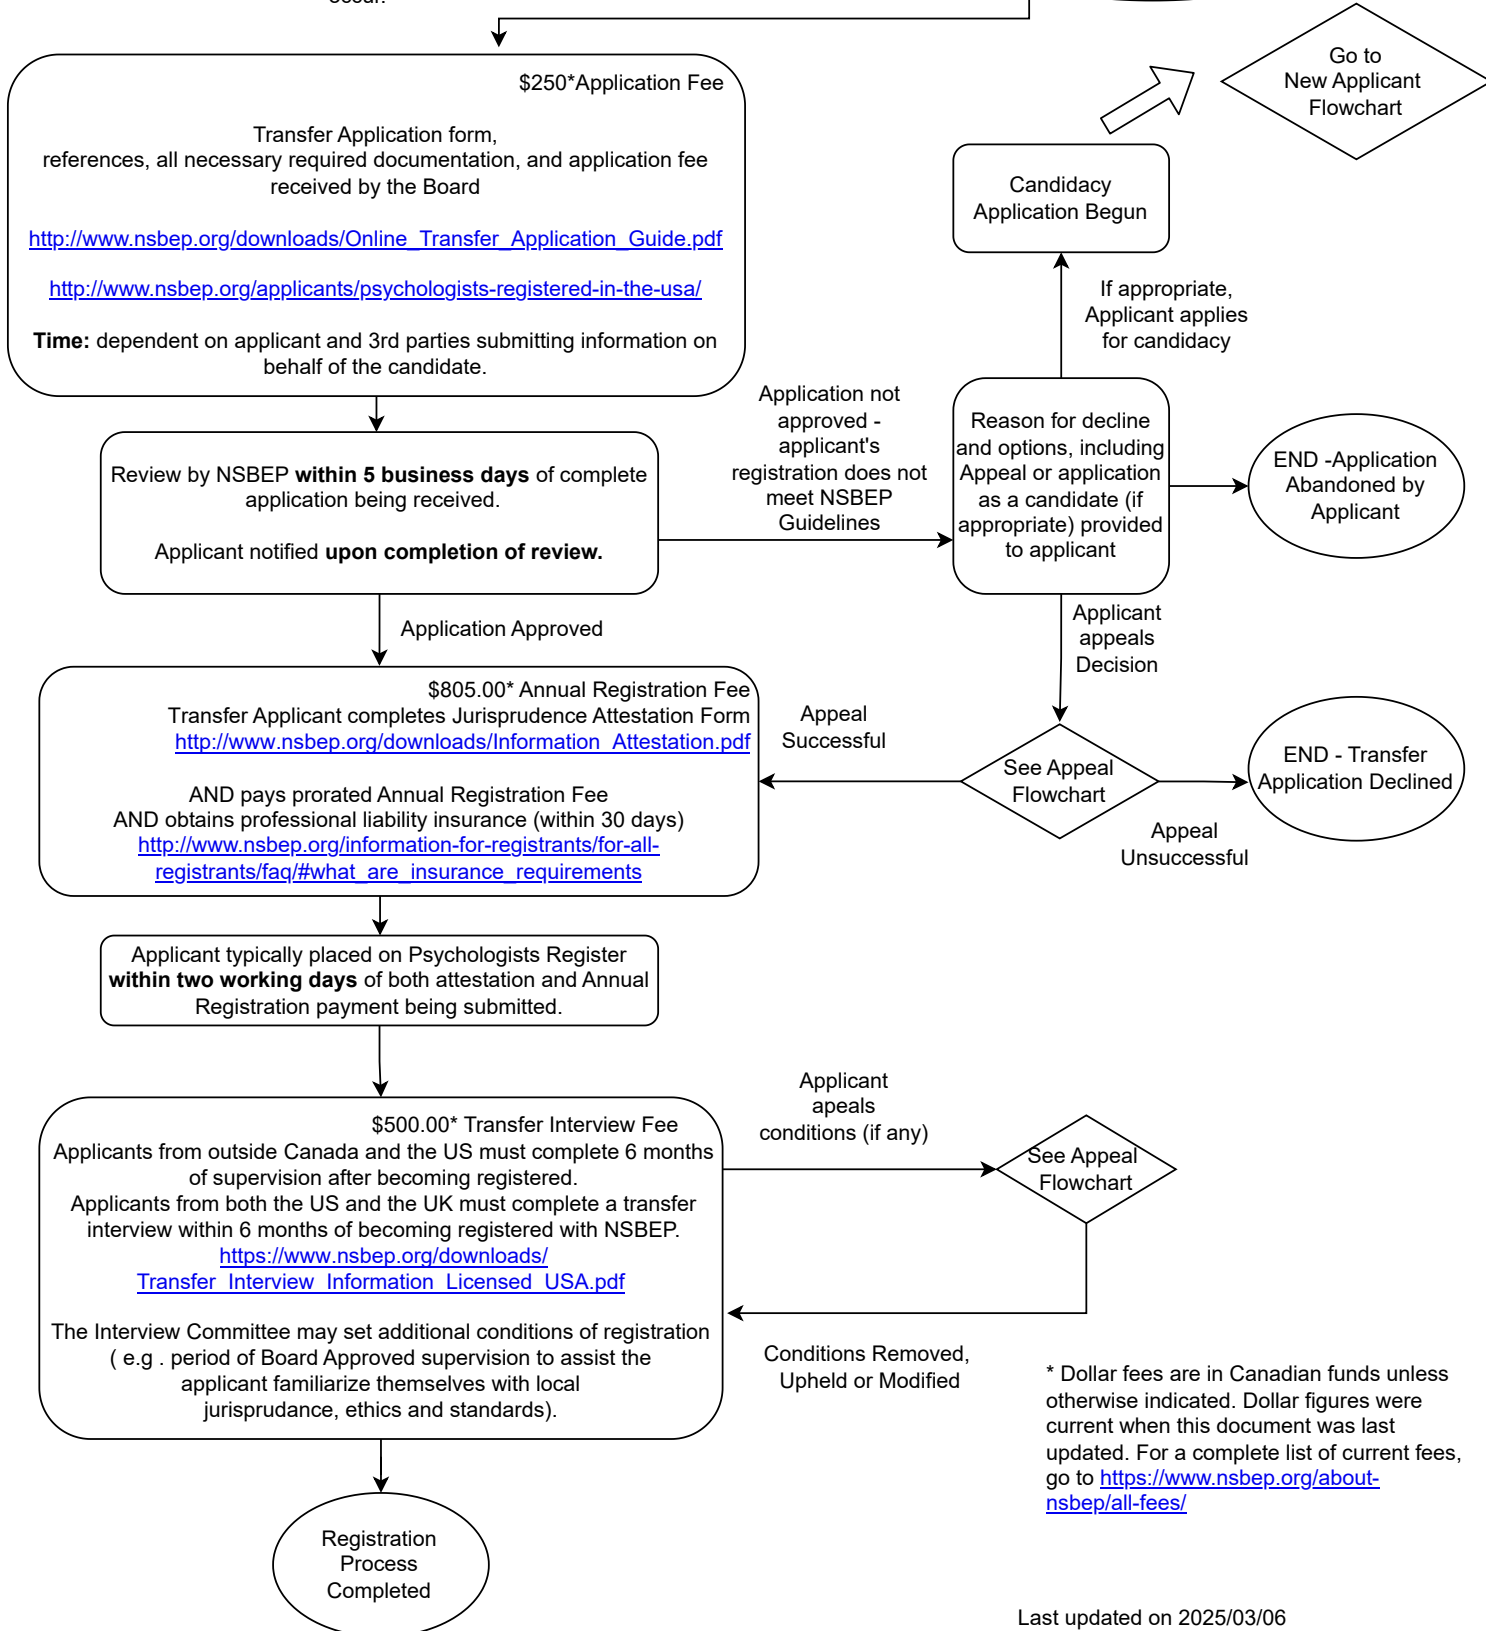 $250*Application Fee
Transfer Application form,
references, all necessary required documentation, and application fee
received by the Board
http://www.nsbep.org/downloads/Online_Transfer_Application_Guide.pdf
http://www.nsbep.org/applicants/psychologists-registered-in-the-usa/
Time: dependent on applicant and 3rd parties submitting information on
behalf of the candidate.
Go to
New Applicant
Flowchart
Candidacy
Application Begun
If appropriate,
Applicant applies
for candidacy
Application not
approved -
applicant's
registration does not
meet NSBEP
Guidelines
Reason for decline
and options, including
Appeal or application
as a candidate (if
appropriate) provided
to applicant
END -Application
Abandoned by
Applicant
Review by NSBEP within 5 business days of complete
application being received.
Applicant notified upon completion of review.
Application Approved
Applicant
appeals
Decision
$805.00* Annual Registration Fee
Transfer Applicant completes Jurisprudence Attestation Form
http://www.nsbep.org/downloads/Information_Attestation.pdf
AND pays prorated Annual Registration Fee
AND obtains professional liability insurance (within 30 days)
http://www.nsbep.org/information-for-registrants/for-all-
registrants/faq/#what_are_insurance_requirements
Appeal
Successful
See Appeal
Flowchart
END - Transfer
Application Declined
Appeal
Unsuccessful
Applicant typically placed on Psychologists Register
within two working days of both attestation and Annual
Registration payment being submitted.
$500.00* Transfer Interview Fee
Applicants from outside Canada and the US must complete 6 months
of supervision after becoming registered.
Applicants from both the US and the UK must complete a transfer
interview within 6 months of becoming registered with NSBEP.
https://www.nsbep.org/downloads/
Transfer_Interview_Information_Licensed_USA.pdf
The Interview Committee may set additional conditions of registration
( e.g . period of Board Approved supervision to assist the
applicant familiarize themselves with local
jurisprudance, ethics and standards).
Applicant
apeals
conditions (if any)
See Appeal
Flowchart
Conditions Removed,
Upheld or Modified
* Dollar fees are in Canadian funds unless
otherwise indicated. Dollar figures were
current when this document was last
updated. For a complete list of current fees,
go to https://www.nsbep.org/about-
nsbep/all-fees/
Registration
Process
Completed
Last updated on 2025/03/06